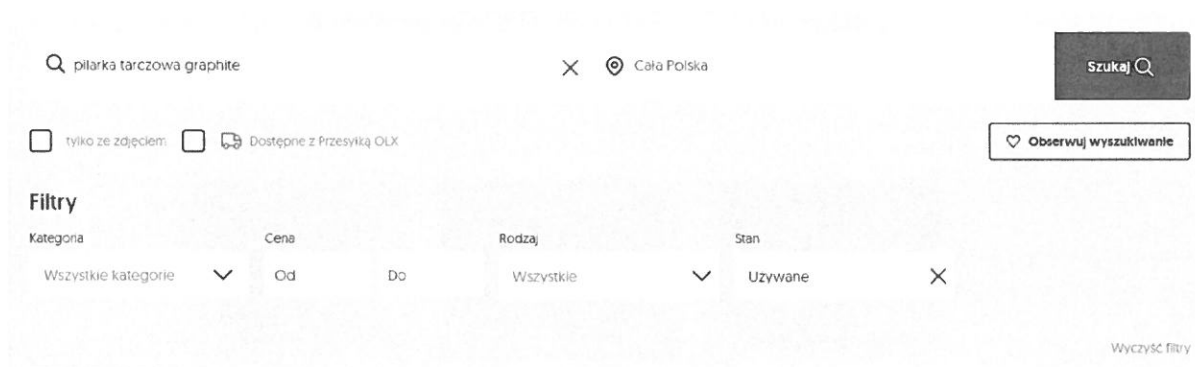 pilarka tarczowa graphite
Cała Polska
Szukaj
tylko ze zdjęciem
Dostępne z Przesyłką OLX
Obserwuj wyszukiwanie
Filtry
Kategoria Cena Rodzaj Stan
Wszystkie kategorie Od Do Wszystkie Używane
Wyczyść filtry